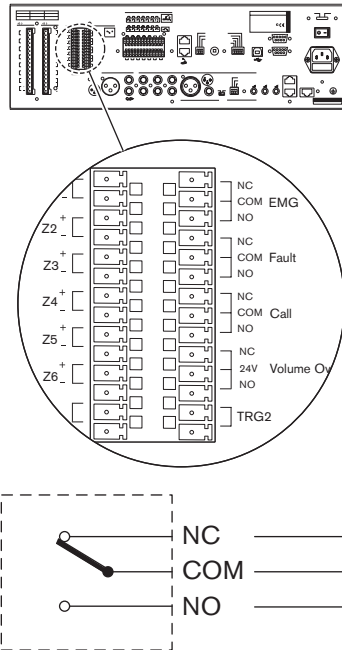 NC
COM EMG
NO
Z2 + -
NC
Z3 + -
COM Fault
NO
Z4 + -
NC
COM Call
NO
Z5 + -
NC
Z6 + -
24V Volume Ov
NO
TRG2
NC
COM
NO